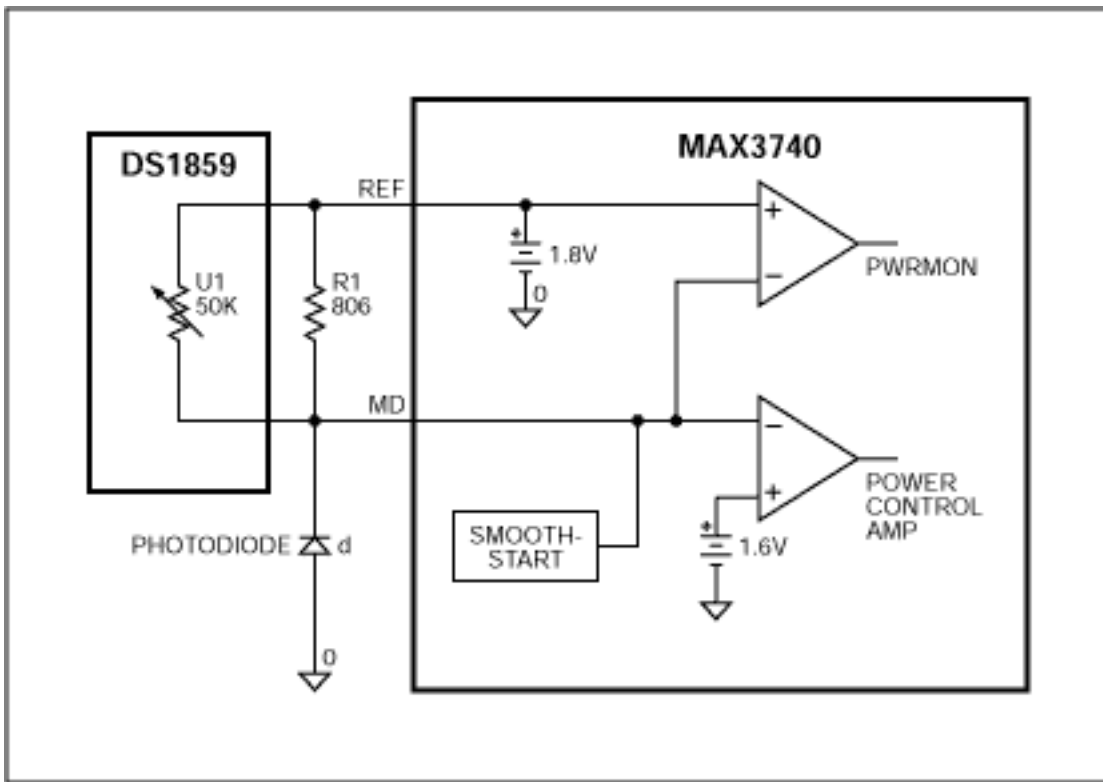 DS1859
MAX3740
REF
U1
50K
R1
806
1.8V
0
+
−
PWRMON
MD
−
+
POWER
CONTROL
AMP
1.6V
SMOOTH-
START
PHOTODIODE
d
0